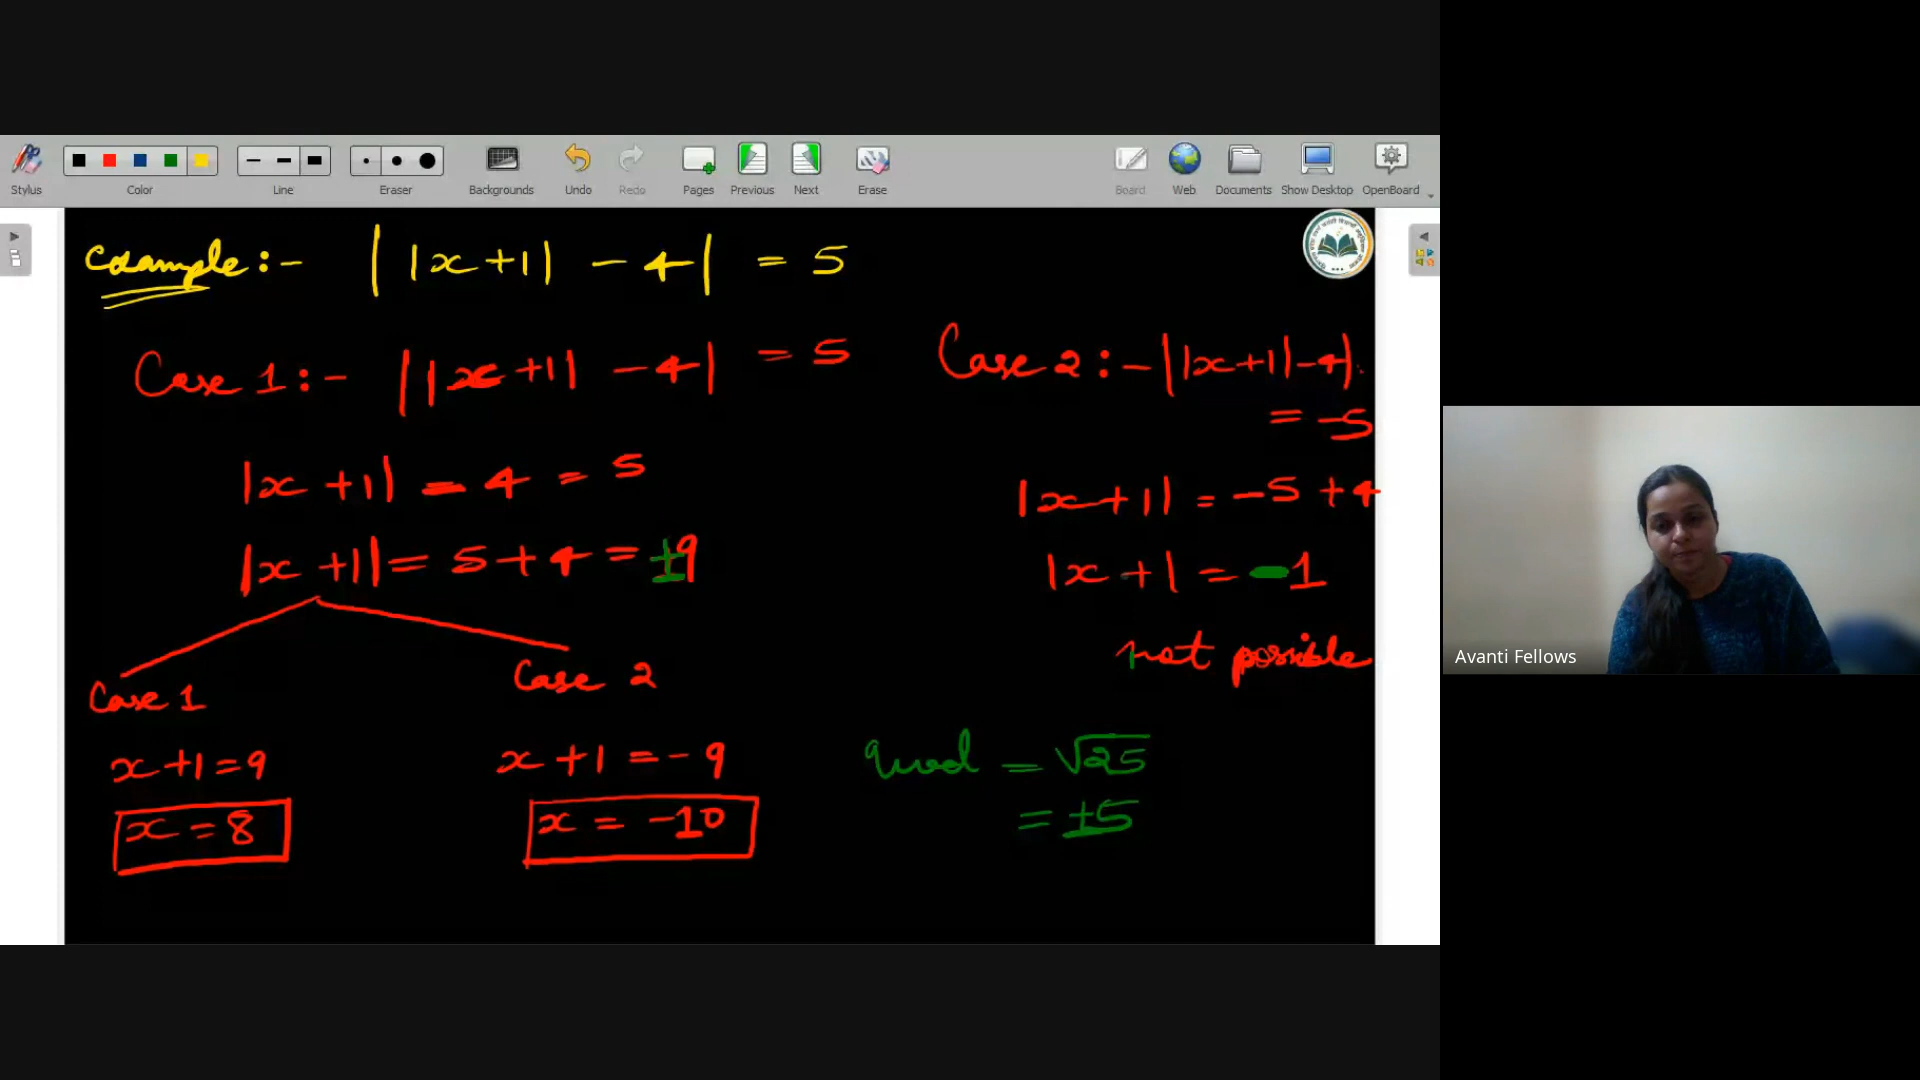 Stylus Color Line Eraser Backgrounds Undo Redo Pages Previous Next Erase Board Web Documents Show Desktop OpenBoard
example:- ||x+1| - 4| = 5
Case 1:- ||x+1| - 4| = 5
|x+1| - 4 = 5
|x+1| = 5+4 = ±9
Case 1
x+1=9
x = 8
Case 2
x+1 = -9
x = -10
Case 2:- ||x+1|-4|
= -5
|x+1| = -5+4
|x+1 = -1
not possible
= √25
= ±5
Avanti Fellows